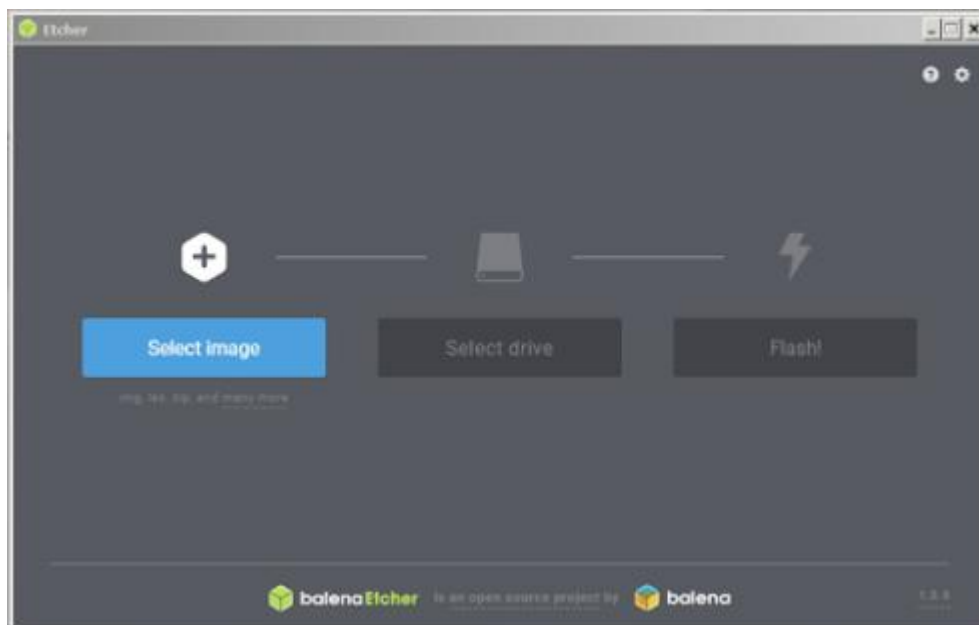 Etcher
Select image
Select drive
Flash!
img, iso, zip, and many more
balenaEtcher is an open source project by balena